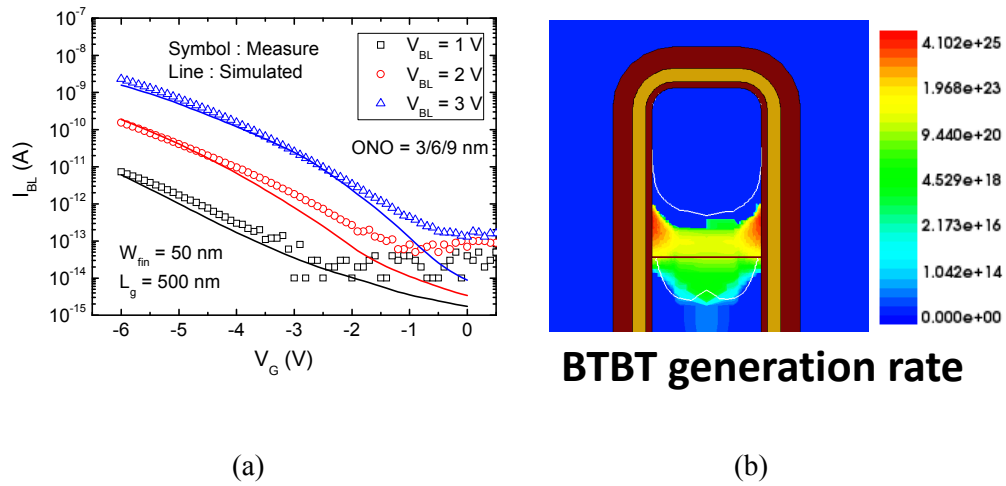 10⁻⁷
10⁻⁸
10⁻⁹
10⁻¹⁰
10⁻¹¹
10⁻¹²
10⁻¹³
10⁻¹⁴
10⁻¹⁵
I_BL (A)
Symbol : Measure
Line : Simulated
V_BL = 1 V
V_BL = 2 V
V_BL = 3 V
ONO = 3/6/9 nm
W_fin = 50 nm
L_g = 500 nm
-6 -5 -4 -3 -2 -1 0
V_G (V)
(a)
4.102e+25
1.968e+23
9.440e+20
4.529e+18
2.173e+16
1.042e+14
0.000e+00
BTBT generation rate
(b)